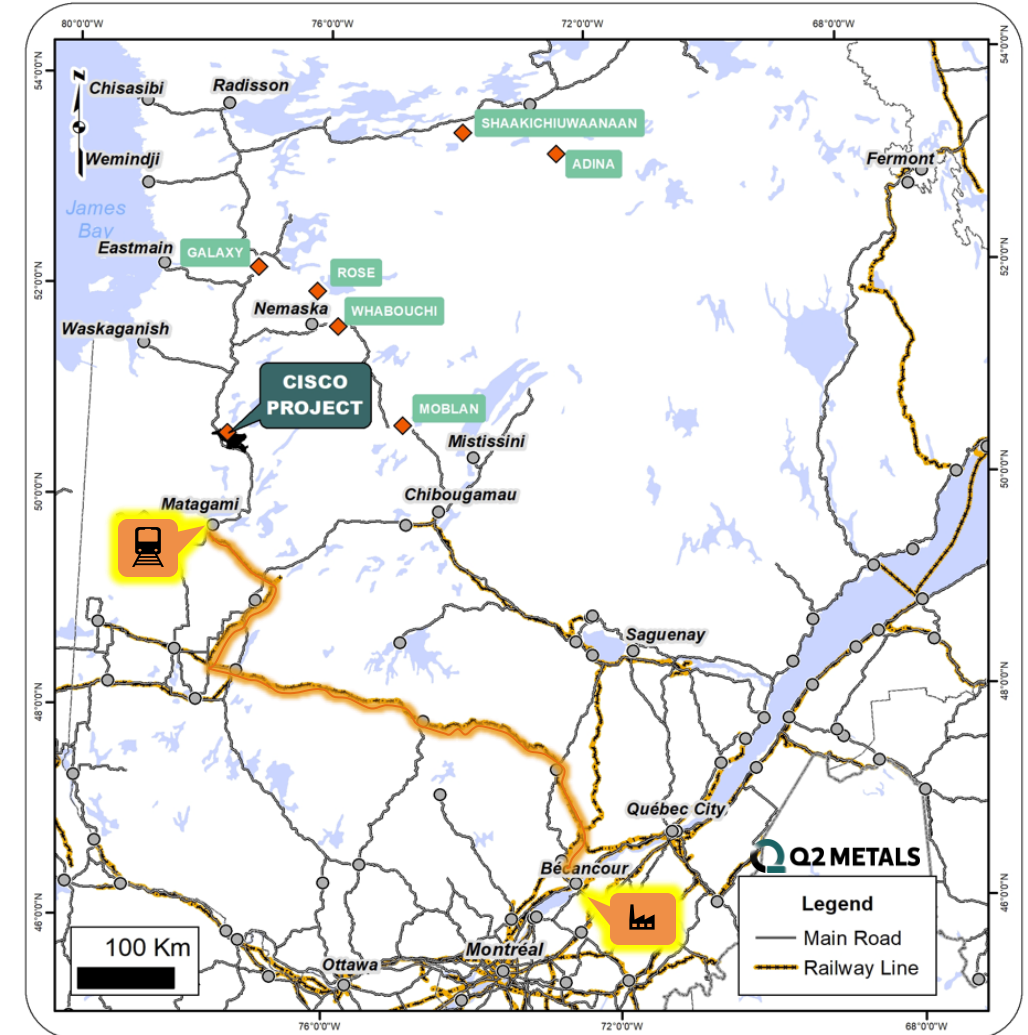 80°0'0"W
76°0'0"W
72°0'0"W
68°0'0"W
54°0'0"N
54°0'0"N
Z
Chisasibi
Radisson
SHAAKICHIUWAANAAN
ADINA
Wemindji
Fermont
James
Bay
Eastmain
GALAXY
52°0'0"N
52°0'0"N
ROSE
Nemaska
WHABOUCHI
Waskaganish
CISCO
PROJECT
MOBLAN
Mistissini
50°0'0"N
50°0'0"N
Matagami
Chibougamau
Saguenay
48°0'0"N
48°0'0"N
Québec City
Q2 METALS
Bécancour
46°0'0"N
46°0'0"N
Legend
Main Road
Railway Line
100 Km
Montréal
Ottawa
76°0'0"W
72°0'0"W
68°0'0"W